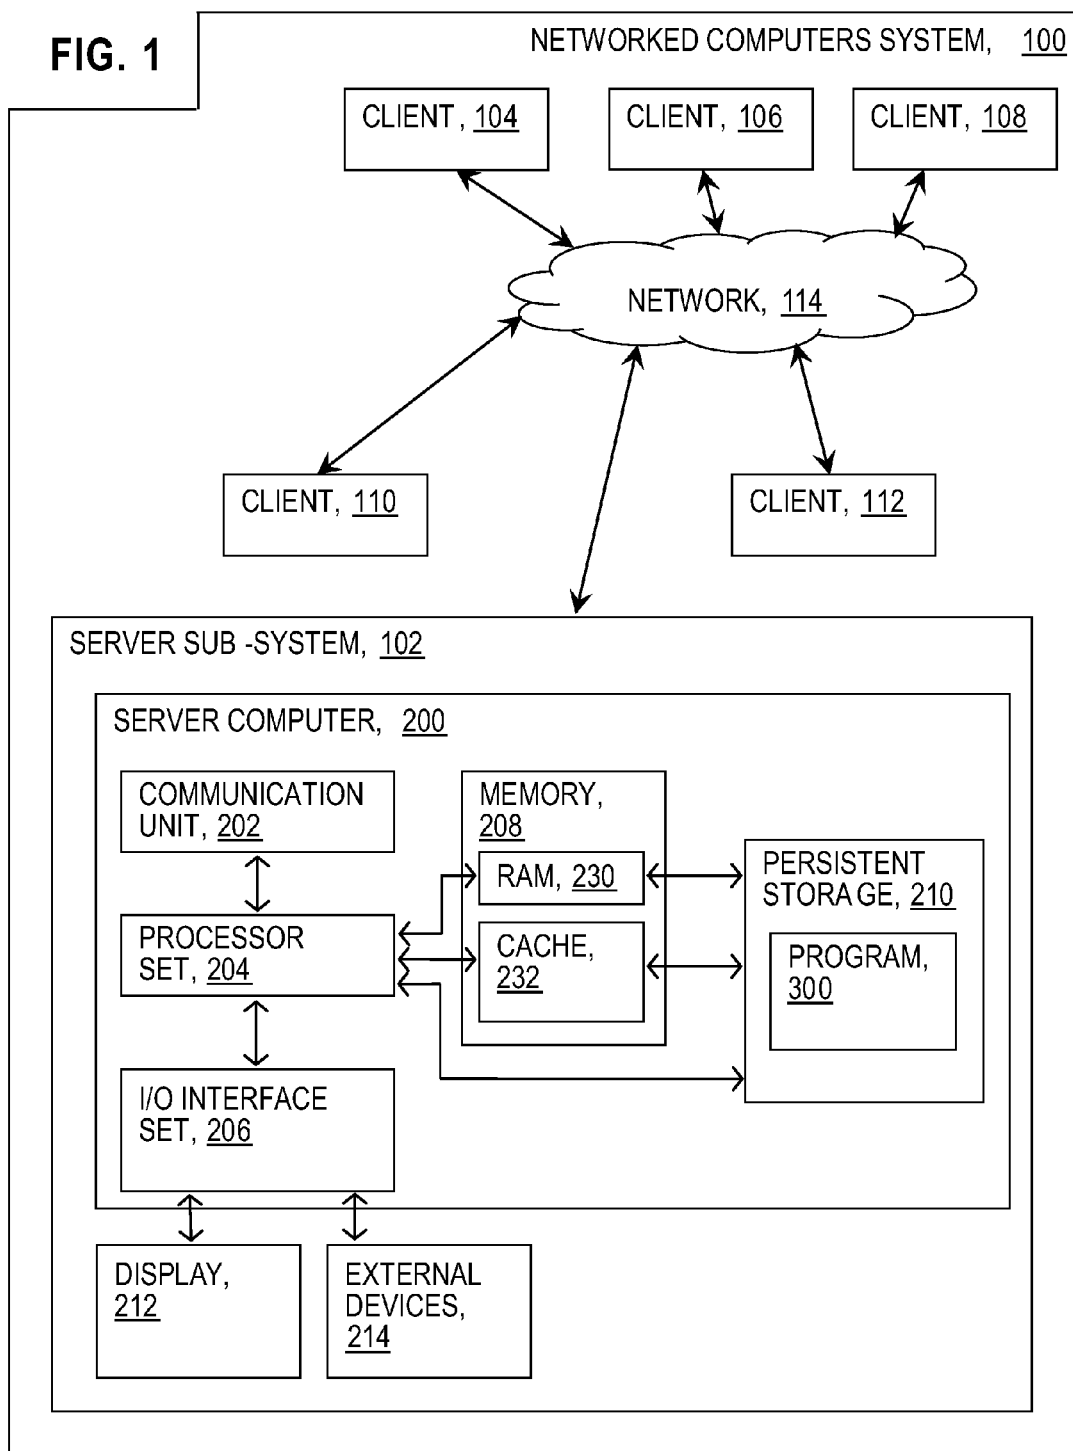 FIG. 1
NETWORKED COMPUTERS SYSTEM, 100
CLIENT, 104
CLIENT, 106
CLIENT, 108
NETWORK, 114
CLIENT, 110
CLIENT, 112
SERVER SUB -SYSTEM, 102
SERVER COMPUTER, 200
COMMUNICATION
UNIT, 202
MEMORY,
208
RAM, 230
PERSISTENT
STORAGE, 210
PROCESSOR
SET, 204
CACHE,
232
PROGRAM,
300
I/O INTERFACE
SET, 206
DISPLAY,
212
EXTERNAL
DEVICES,
214